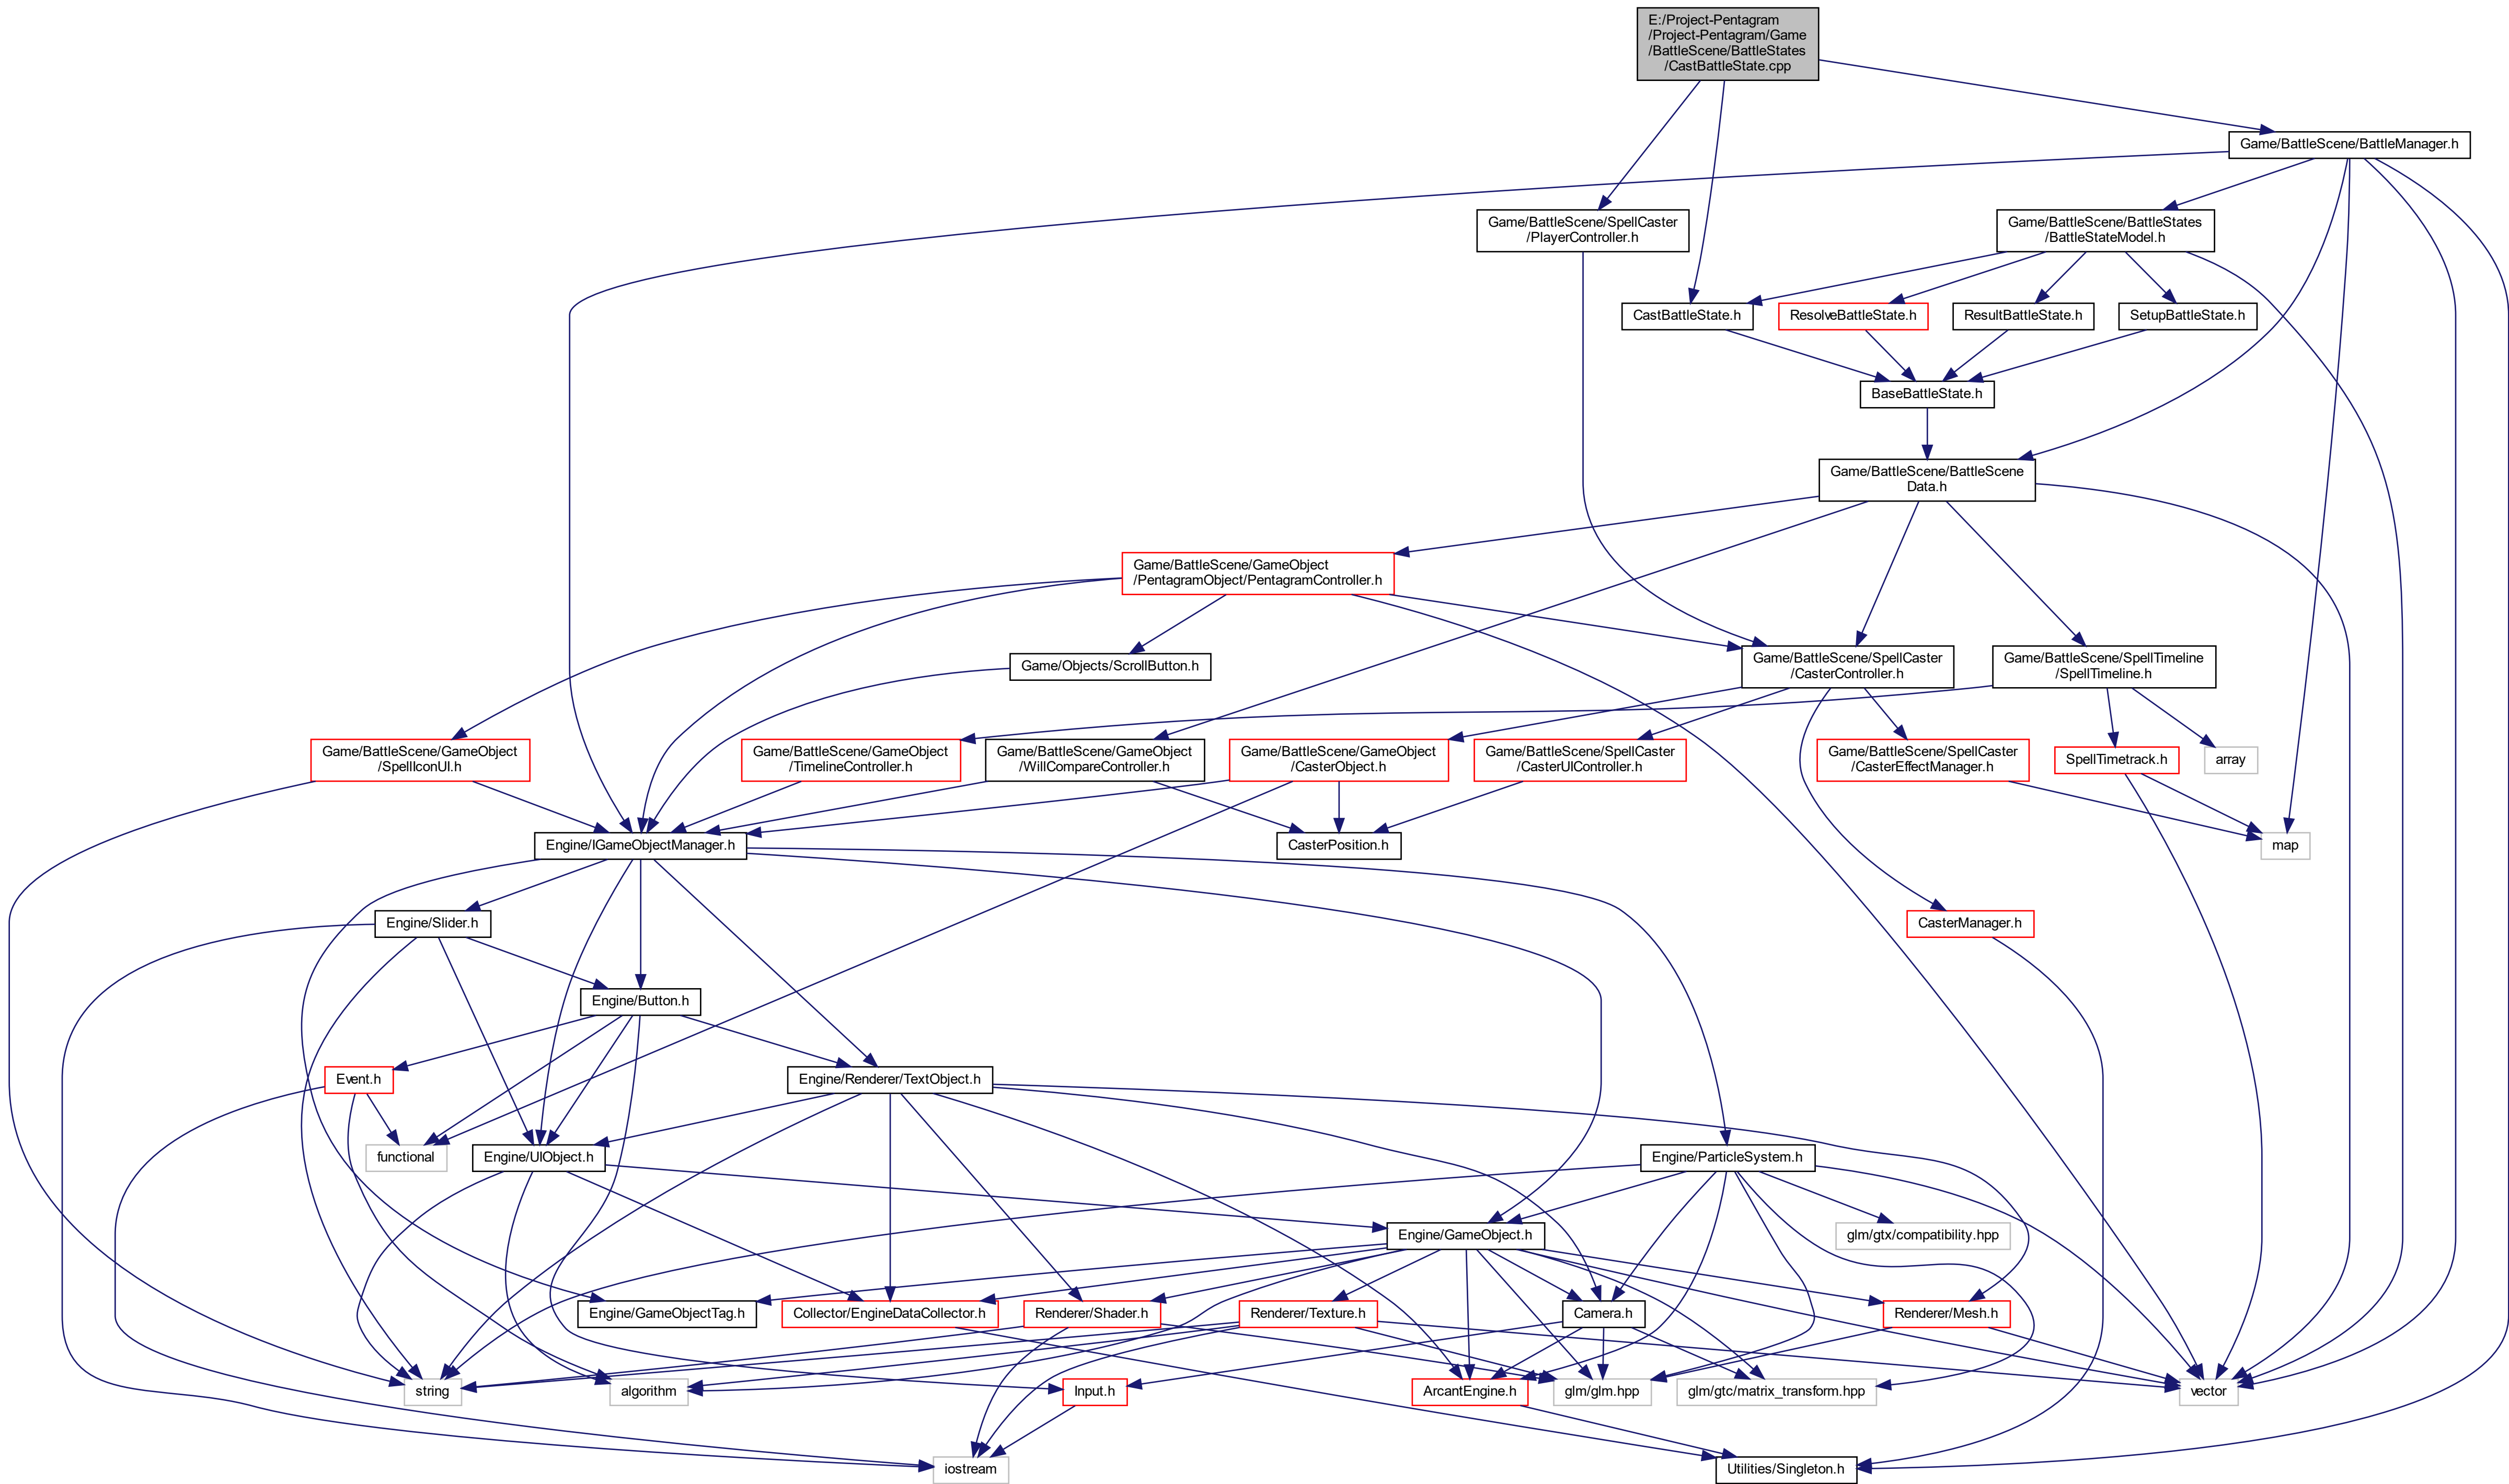 E:/Project-Pentagram
/Project-Pentagram/Game
/BattleScene/BattleStates
/CastBattleState.cpp
Game/BattleScene/BattleManager.h
Game/BattleScene/SpellCaster
/PlayerController.h
Game/BattleScene/BattleStates
/BattleStateModel.h
CastBattleState.h
ResolveBattleState.h
ResultBattleState.h
SetupBattleState.h
BaseBattleState.h
Game/BattleScene/BattleScene
Data.h
Game/BattleScene/GameObject
/PentagramObject/PentagramController.h
Game/Objects/ScrollButton.h
Game/BattleScene/SpellCaster
/CasterController.h
Game/BattleScene/SpellTimeline
/SpellTimeline.h
Game/BattleScene/GameObject
/SpellIconUI.h
Game/BattleScene/GameObject
/TimelineController.h
Game/BattleScene/GameObject
/WillCompareController.h
Game/BattleScene/GameObject
/CasterObject.h
Game/BattleScene/SpellCaster
/CasterUIController.h
Game/BattleScene/SpellCaster
/CasterEffectManager.h
SpellTimetrack.h
array
Engine/IGameObjectManager.h
CasterPosition.h
map
Engine/Slider.h
CasterManager.h
Engine/Button.h
Event.h
Engine/Renderer/TextObject.h
functional
Engine/UIObject.h
Engine/ParticleSystem.h
Engine/GameObject.h
glm/gtx/compatibility.hpp
Engine/GameObjectTag.h
Collector/EngineDataCollector.h
Renderer/Shader.h
Renderer/Texture.h
Camera.h
Renderer/Mesh.h
string
algorithm
Input.h
ArcantEngine.h
glm/glm.hpp
glm/gtc/matrix_transform.hpp
vector
iostream
Utilities/Singleton.h